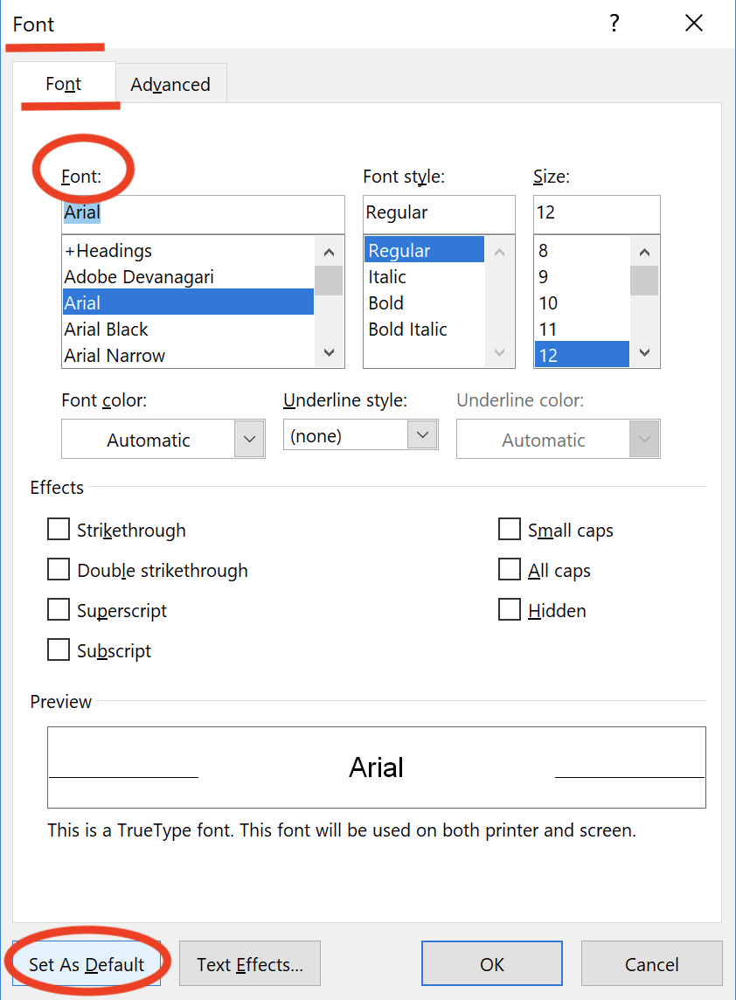 Font
?
Font Advanced
Font: Font style: Size:
Arial Regular 12
+Headings Regular 8
Adobe Devanagari Italic 9
Arial Bold 10
Arial Black Bold Italic 11
Arial Narrow 12
Font color: Underline style: Underline color:
Automatic (none) Automatic
Effects
Strikethrough Small caps
Double strikethrough All caps
Superscript Hidden
Subscript
Preview
Arial
This is a TrueType font. This font will be used on both printer and screen.
Set As Default Text Effects... OK Cancel